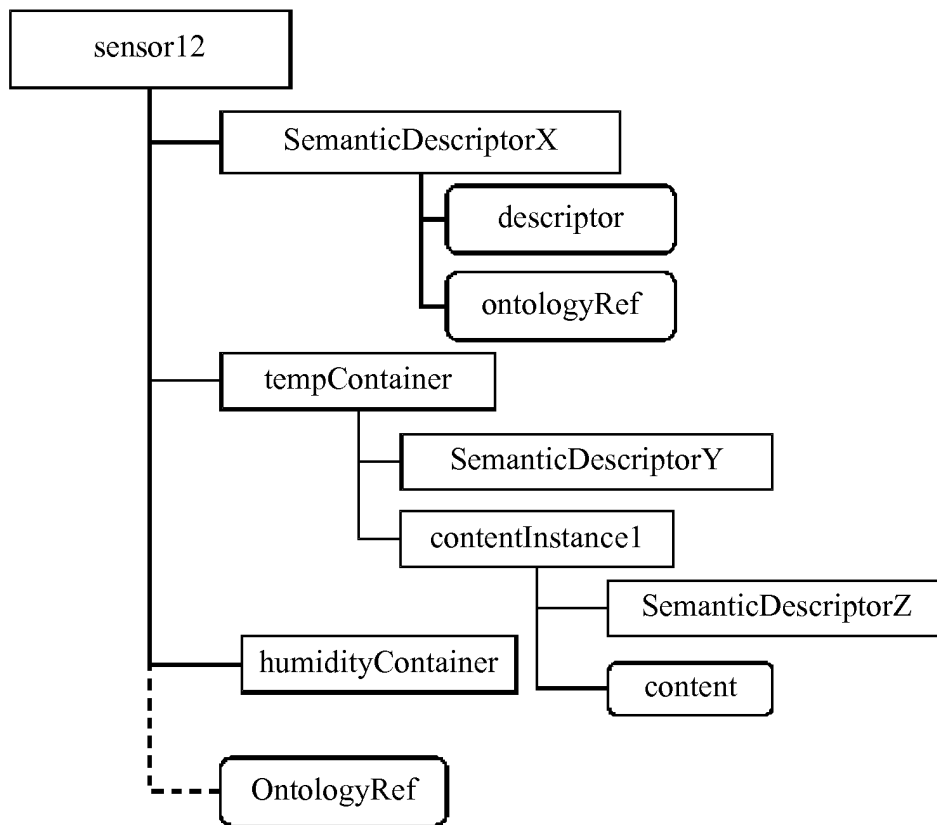 sensor12
SemanticDescriptorX
descriptor
ontologyRef
tempContainer
SemanticDescriptorY
contentInstance1
SemanticDescriptorZ
humidityContainer
content
OntologyRef